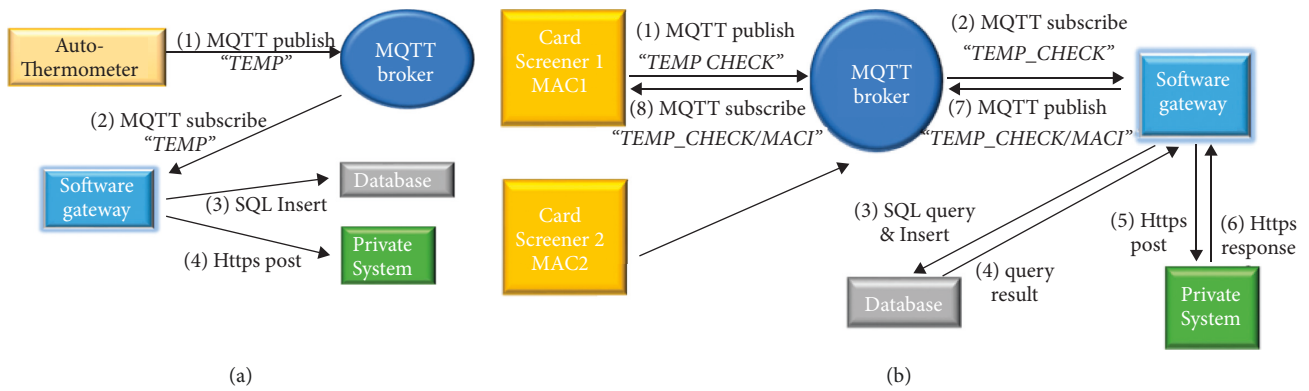 Auto-
Thermometer
(1) MQTT publish
“TEMP”
MQTT
broker
(2) MQTT subscribe
“TEMP”
Software
gateway
Database
(3) SQL Insert
(4) Https post
Private
System
(a)
Card
Screener 1
MAC1
(1) MQTT publish
“TEMP CHECK”
(8) MQTT subscribe
“TEMP_CHECK/MACI”
MQTT
broker
(2) MQTT subscribe
“TEMP_CHECK”
(7) MQTT publish
“TEMP_CHECK/MACI”
Software
gateway
Card
Screener 2
MAC2
(3) SQL query
& Insert
(4) query
result
Database
(5) Https
post
(6) Https
response
Private
System
(b)